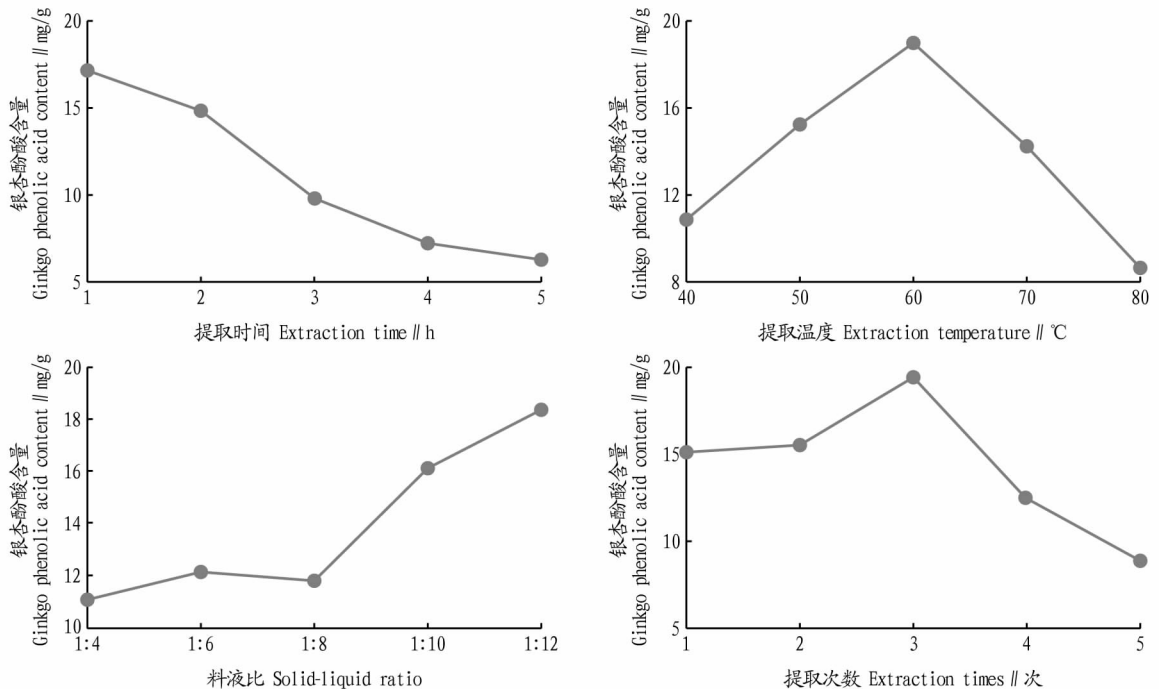 银杏酚酸含量
Ginkgo phenolic acid content∥mg/g
20
15
10
5
1 2 3 4 5
提取时间 Extraction time∥h
银杏酚酸含量
Ginkgo phenolic acid content∥mg/g
20
16
12
8
40 50 60 70 80
提取温度 Extraction temperature∥℃
银杏酚酸含量
Ginkgo phenolic acid content∥mg/g
20
18
16
14
12
10
1:4 1:6 1:8 1:10 1:12
料液比 Solid-liquid ratio
银杏酚酸含量
Ginkgo phenolic acid content∥mg/g
20
15
10
5
1 2 3 4 5
提取次数 Extraction times∥次